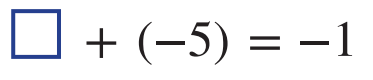 □ + (−5) = −1